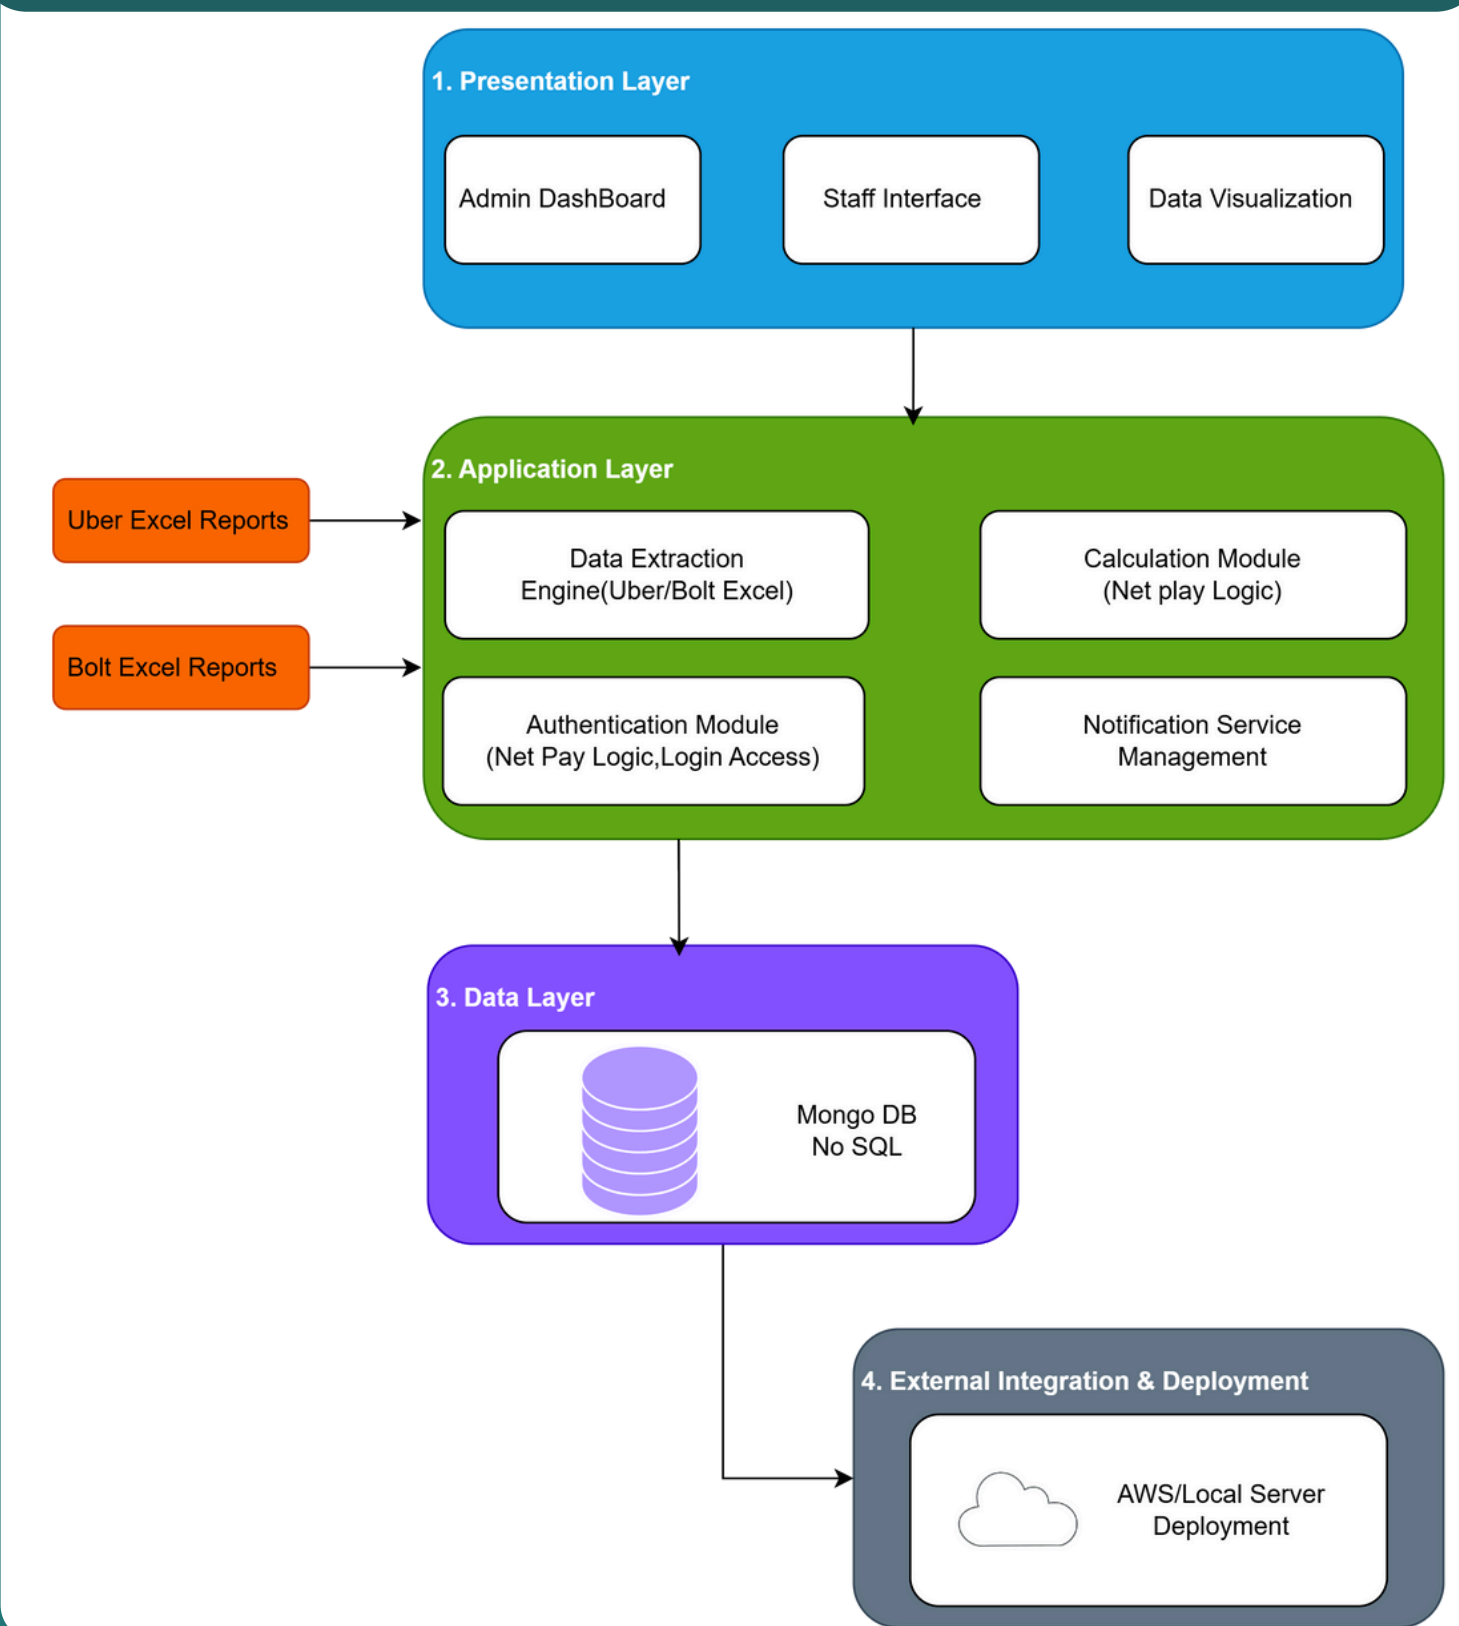 1. Presentation Layer
Admin DashBoard
Staff Interface
Data Visualization
2. Application Layer
Uber Excel Reports
Data Extraction
Engine(Uber/Bolt Excel)
Calculation Module
(Net play Logic)
Bolt Excel Reports
Authentication Module
(Net Pay Logic,Login Access)
Notification Service
Management
3. Data Layer
Mongo DB
No SQL
4. External Integration & Deployment
AWS/Local Server
Deployment